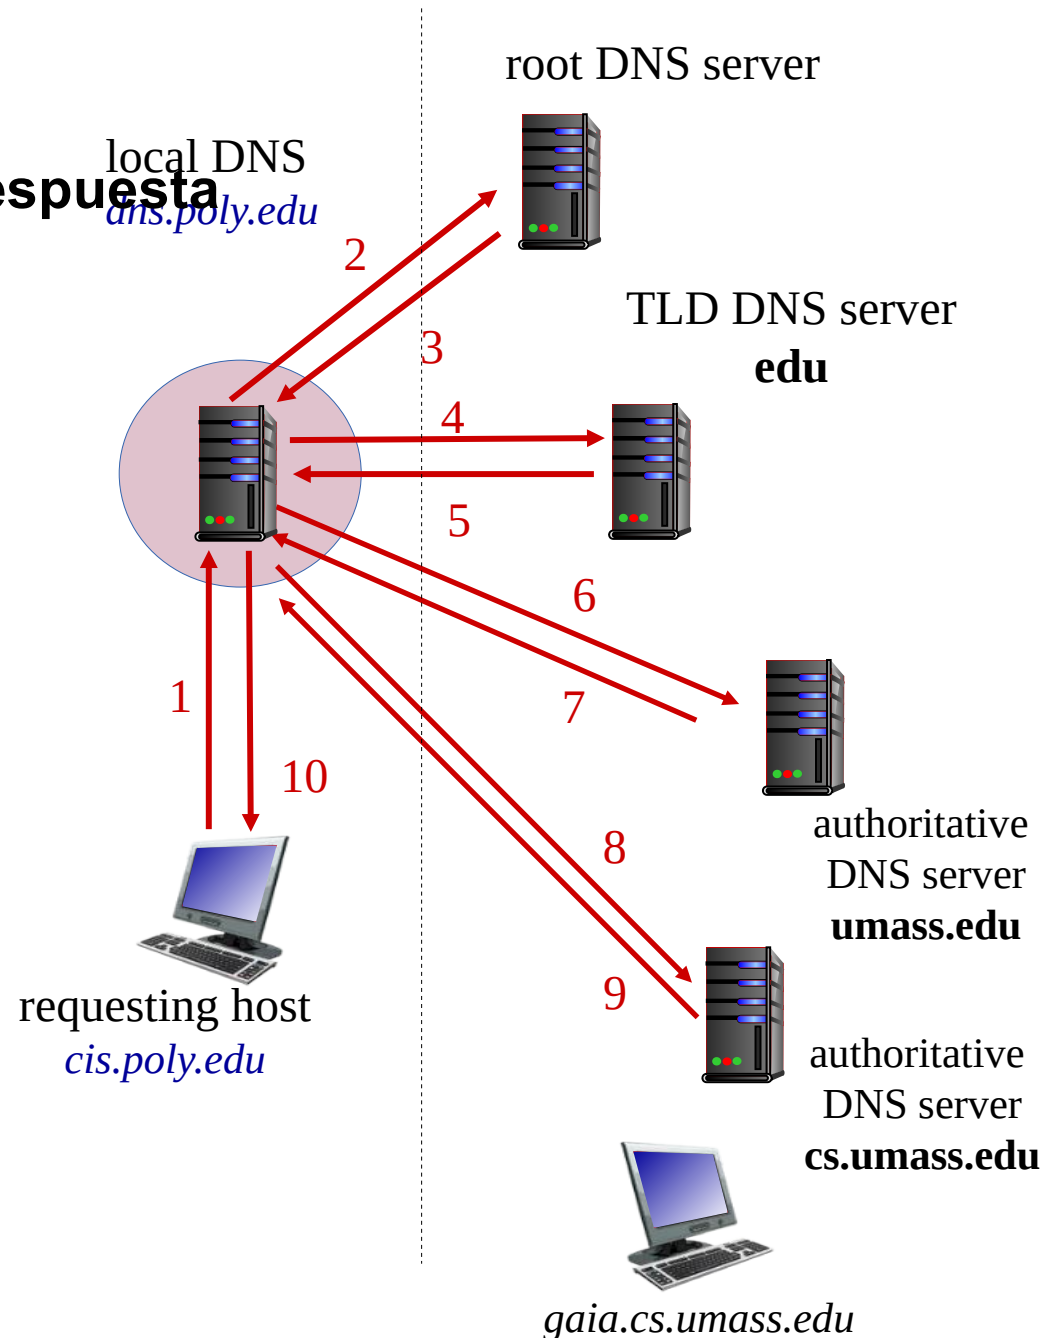 root DNS server
local DNS
espuesta
dns.poly.edu
2
TLD DNS server
edu
3
4
5
6
1
7
10
8
authoritative
DNS server
umass.edu
9
requesting host
cis.poly.edu
authoritative
DNS server
cs.umass.edu
gaia.cs.umass.edu